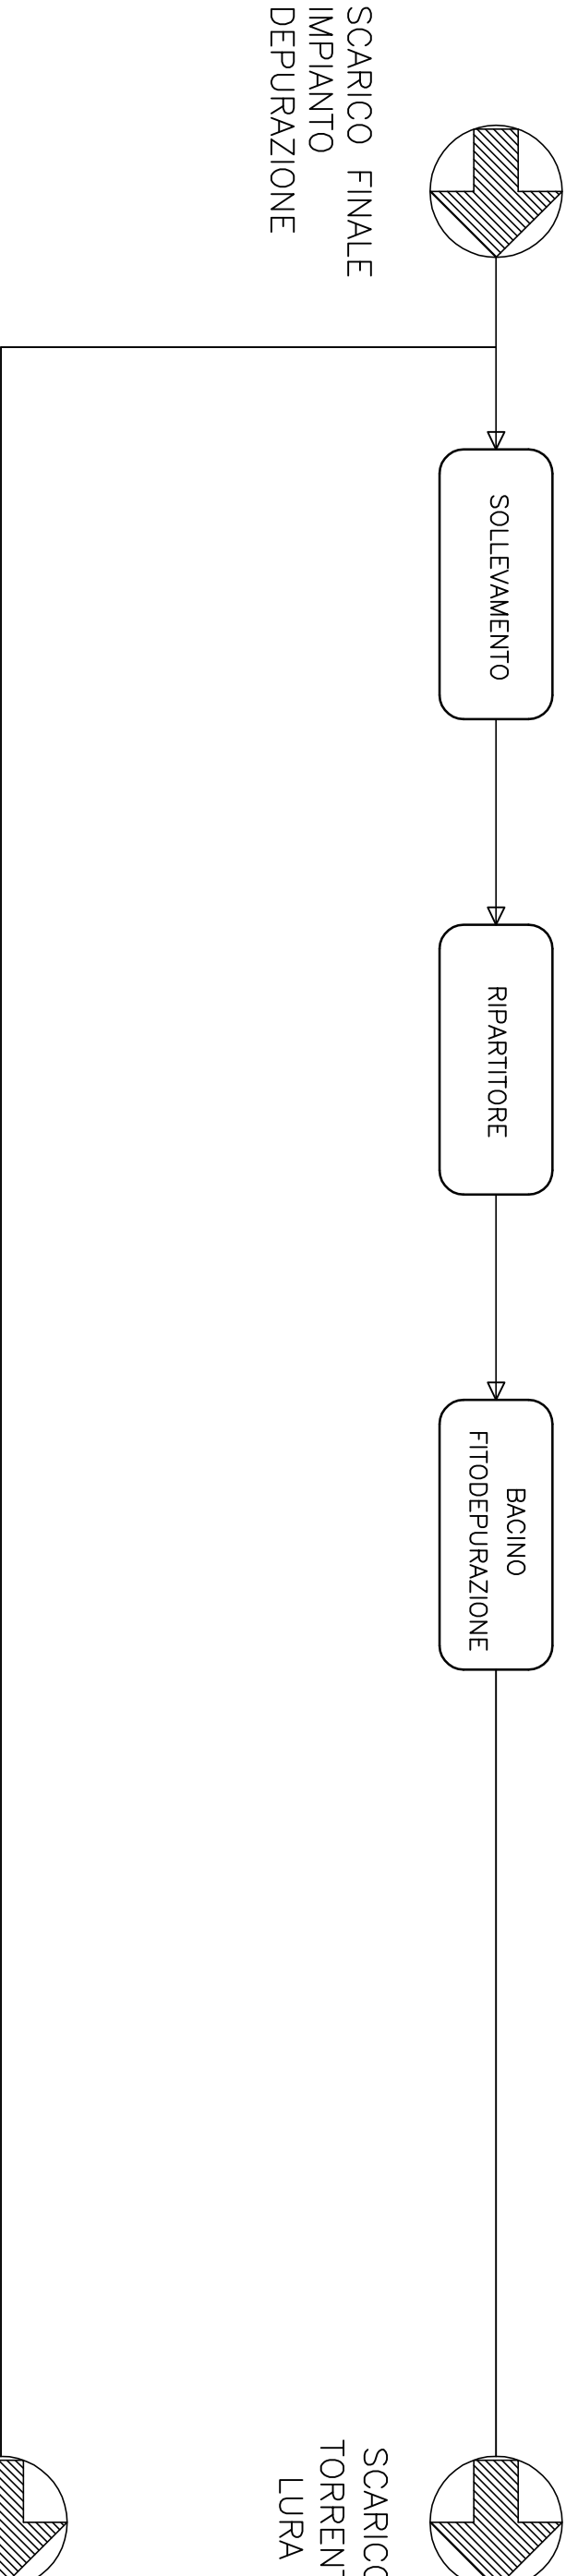 SCARICO FINALE
IMPIANTO
DEPURAZIONE
SOLLEVAMENTO
RIPARTITORE
BACINO
FITODEPURAZIONE
SCARICO
TORRENT
LURA